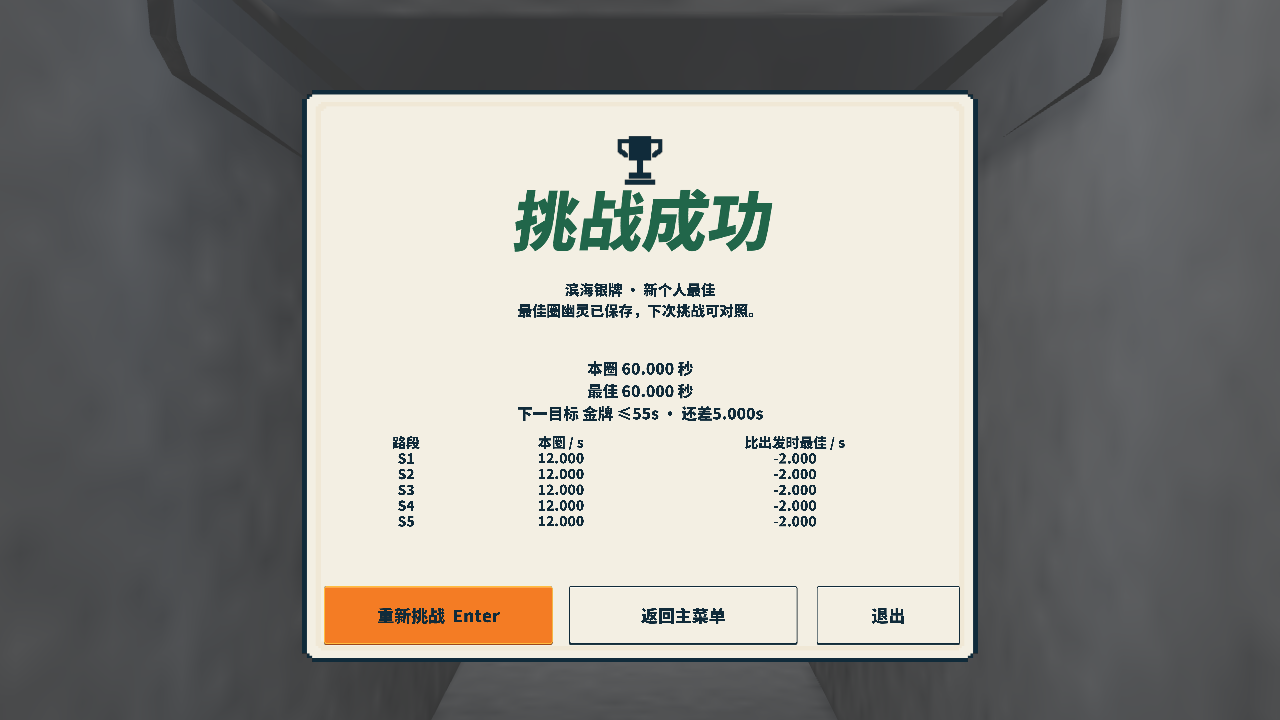 挑战成功
滨海银牌 · 新个人最佳
最佳圈幽灵已保存，下次挑战可对照。
本圈 60.000 秒
最佳 60.000 秒
下一目标 金牌 ≤55s · 还差5.000s
路段 本圈 / s 比出发时最佳 / s
S1 12.000 -2.000
S2 12.000 -2.000
S3 12.000 -2.000
S4 12.000 -2.000
S5 12.000 -2.000
重新挑战 Enter 返回主菜单 退出